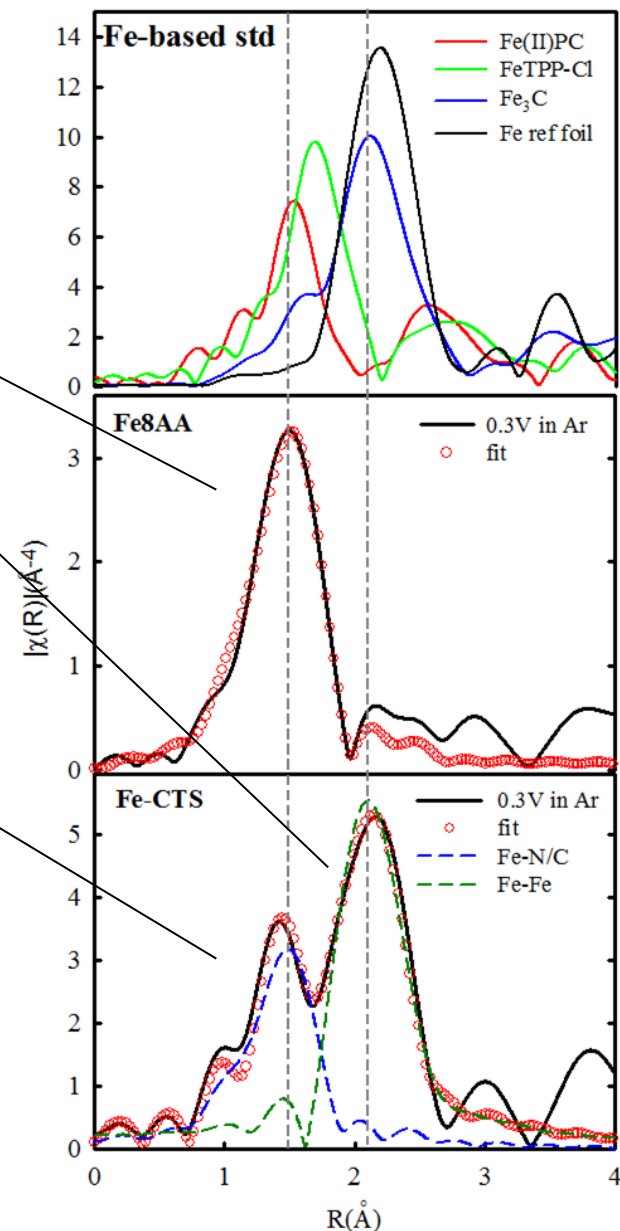 Fe-based std
Fe(II)PC
FeTPP-Cl
Fe₃C
Fe ref foil
14
12
10
8
6
4
2
0
Fe8AA
0.3V in Ar
fit
3
2
1
0
|χ(R)|(Å-4)
Fe-CTS
0.3V in Ar
fit
Fe-N/C
Fe-Fe
5
4
3
2
1
0
0 1 2 3 4
R(Å)